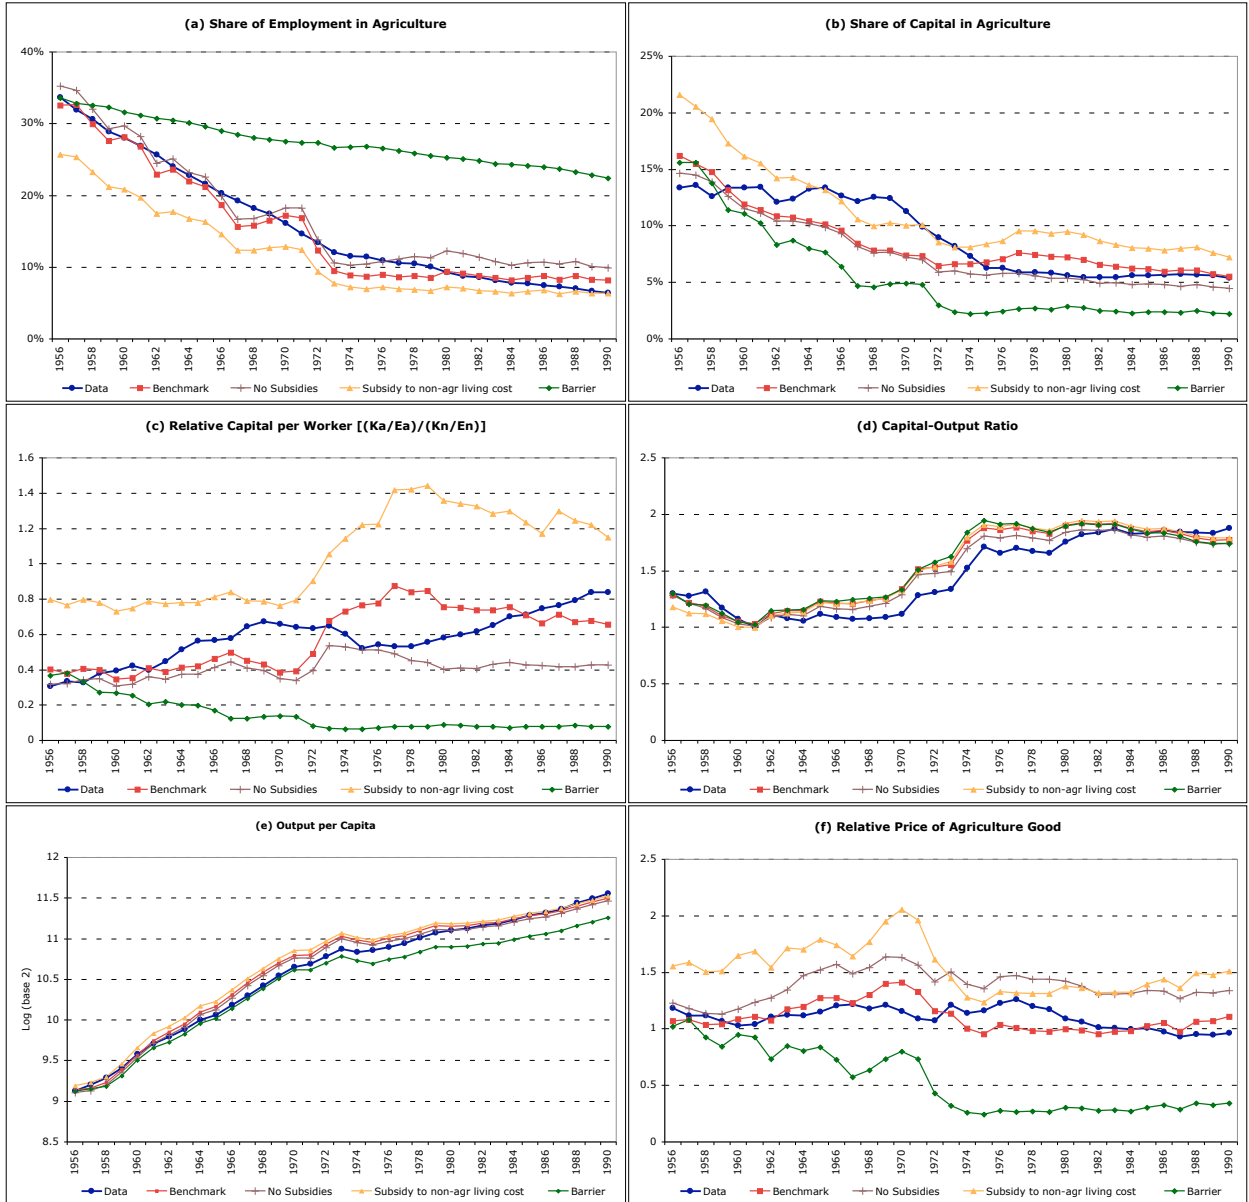 (a) Share of Employment in Agriculture
40%
30%
20%
10%
0%
1956 1958 1960 1962 1964 1966 1968 1970 1972 1974 1976 1978 1980 1982 1984 1986 1988 1990
Data Benchmark No Subsidies Subsidy to non-agr living cost Barrier
(b) Share of Capital in Agriculture
25%
20%
15%
10%
5%
0%
1956 1958 1960 1962 1964 1966 1968 1970 1972 1974 1976 1978 1980 1982 1984 1986 1988 1990
Data Benchmark No Subsidies Subsidy to non-agr living cost Barrier
(c) Relative Capital per Worker [(Ka/Ea)/(Kn/En)]
1.6
1.4
1.2
1
0.8
0.6
0.4
0.2
0
1956 1958 1960 1962 1964 1966 1968 1970 1972 1974 1976 1978 1980 1982 1984 1986 1988 1990
Data Benchmark No Subsidies Subsidy to non-agr living cost Barrier
(d) Capital-Output Ratio
2.5
2
1.5
1
0.5
0
1956 1958 1960 1962 1964 1966 1968 1970 1972 1974 1976 1978 1980 1982 1984 1986 1988 1990
Data Benchmark No Subsidies Subsidy to non-agr living cost Barrier
(e) Output per Capita
Log (base 2)
12
11.5
11
10.5
10
9.5
9
8.5
1956 1958 1960 1962 1964 1966 1968 1970 1972 1974 1976 1978 1980 1982 1984 1986 1988 1990
Data Benchmark No Subsidies Subsidy to non-agr living cost Barrier
(f) Relative Price of Agriculture Good
2.5
2
1.5
1
0.5
0
1956 1958 1960 1962 1964 1966 1968 1970 1972 1974 1976 1978 1980 1982 1984 1986 1988 1990
Data Benchmark No Subsidies Subsidy to non-agr living cost Barrier